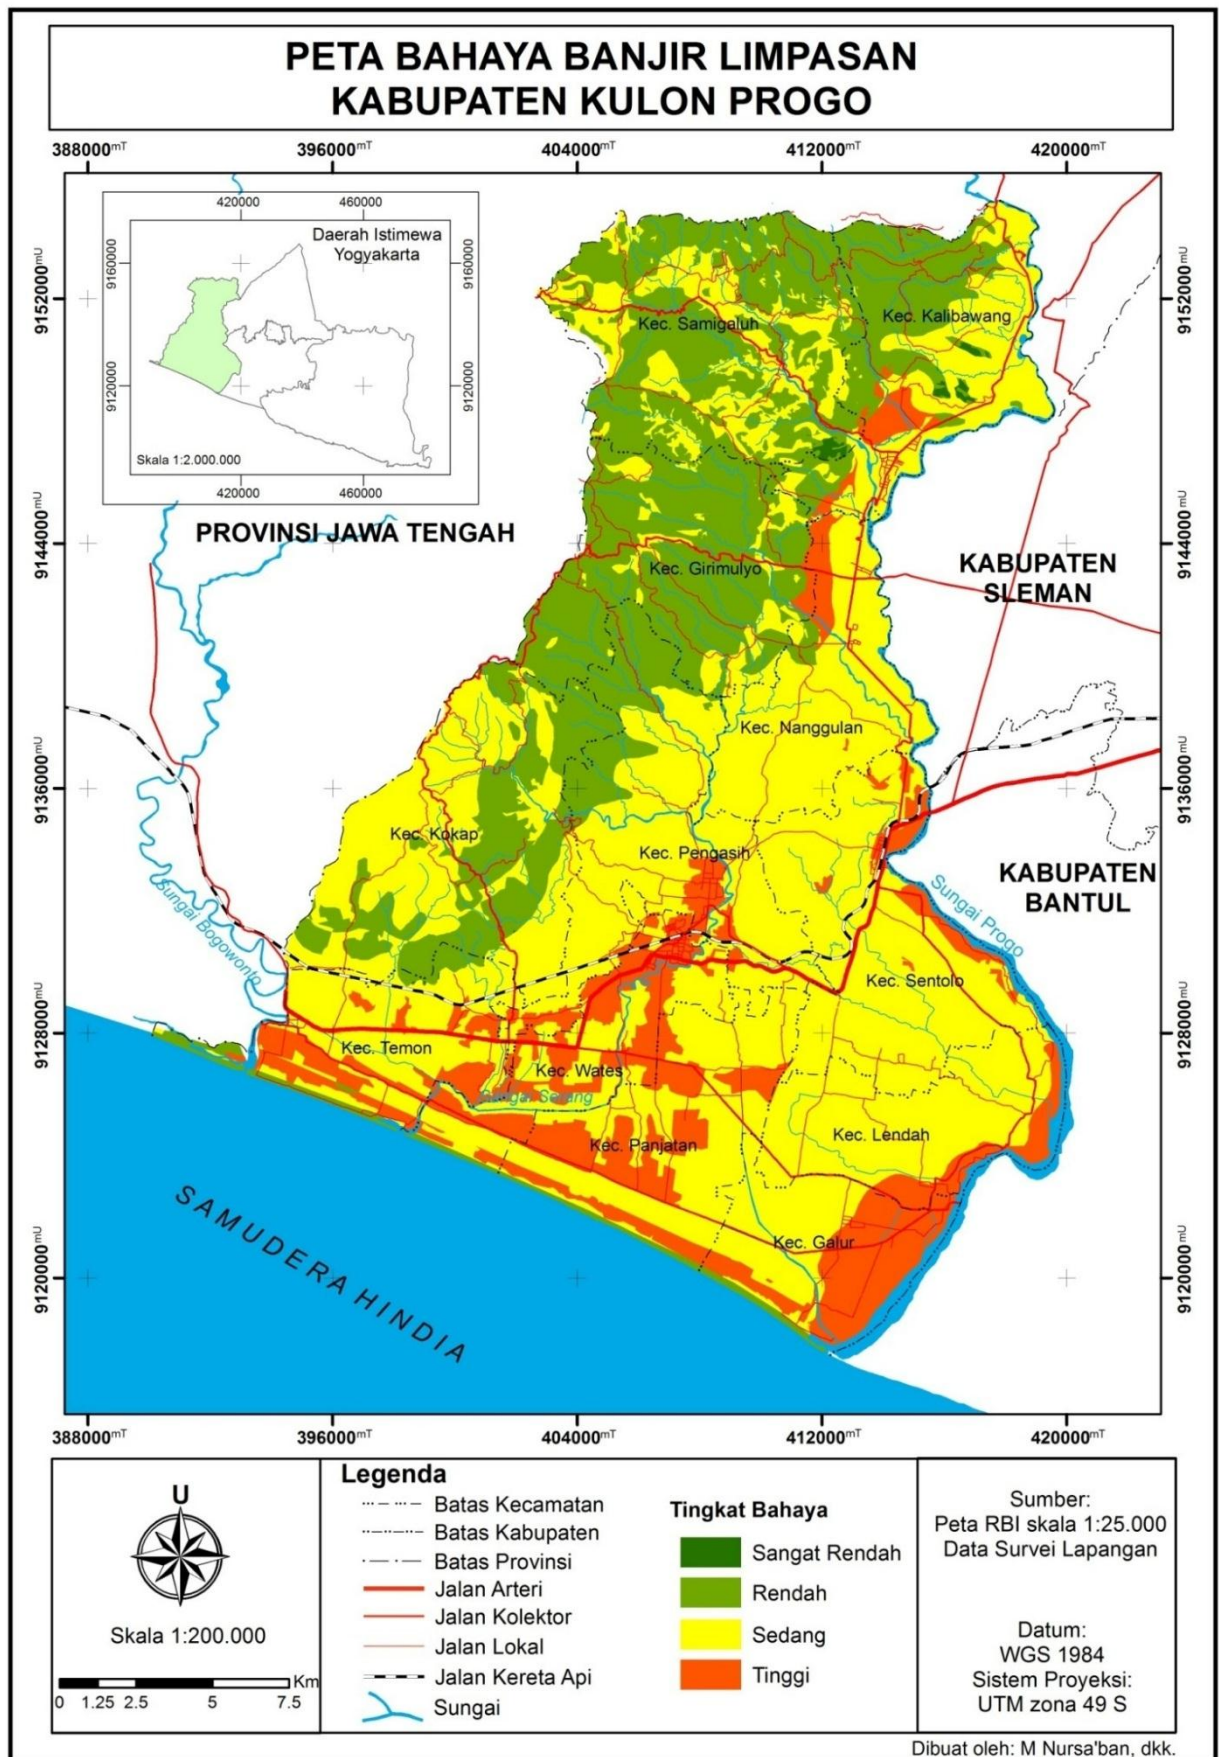 PETA BAHAYA BANJIR LIMPASAN
KABUPATEN KULON PROGO
388000mT 396000mT 404000mT 412000mT 420000mT
420000 460000
Daerah Istimewa
Yogyakarta
9160000 9160000
9120000 9120000
Skala 1:2.000.000
420000 460000
9152000mU 9152000mU
Kec. Samigaluh
Kec. Kalibawang
PROVINSI JAWA TENGAH
9144000mU 9144000mU
Kec. Girimulyo
KABUPATEN
SLEMAN
Kec. Nanggulan
9136000mU 9136000mU
Kec. Kokap
Kec. Pengasih
KABUPATEN
BANTUL
Sungai Bogowonto
Sungai Progo
Kec. Sentolo
9128000mU 9128000mU
Kec. Temon
Kec. Wates
Sungai Serang
Kec. Panjatan
Kec. Lendah
Kec. Galur
SAMUDERA HINDIA
9120000mU 9120000mU
388000mT 396000mT 404000mT 412000mT 420000mT
U
Skala 1:200.000
Km
0 1.25 2.5 5 7.5
Legenda
Batas Kecamatan
Batas Kabupaten
Batas Provinsi
Jalan Arteri
Jalan Kolektor
Jalan Lokal
Jalan Kereta Api
Sungai
Tingkat Bahaya
Sangat Rendah
Rendah
Sedang
Tinggi
Sumber:
Peta RBI skala 1:25.000
Data Survei Lapangan
Datum:
WGS 1984
Sistem Proyeksi:
UTM zona 49 S
Dibuat oleh: M Nursa'ban, dkk.